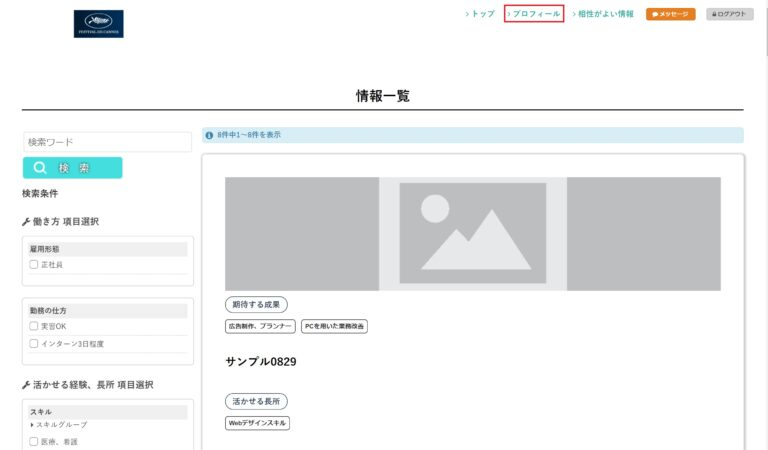 FESTIVAL DE CANNES
トップ
プロフィール
相性がよい情報
メッセージ
ログアウト
情報一覧
検索ワード
検 索
検索条件
働き方 項目選択
雇用形態
正社員
勤務の仕方
実習OK
インターン3日程度
活かせる経験、長所 項目選択
スキル
スキルグループ
医療、看護
8件中1〜8件を表示
期待する成果
広告制作、プランナー
PCを用いた業務改善
サンプル0829
活かせる長所
Webデザインスキル